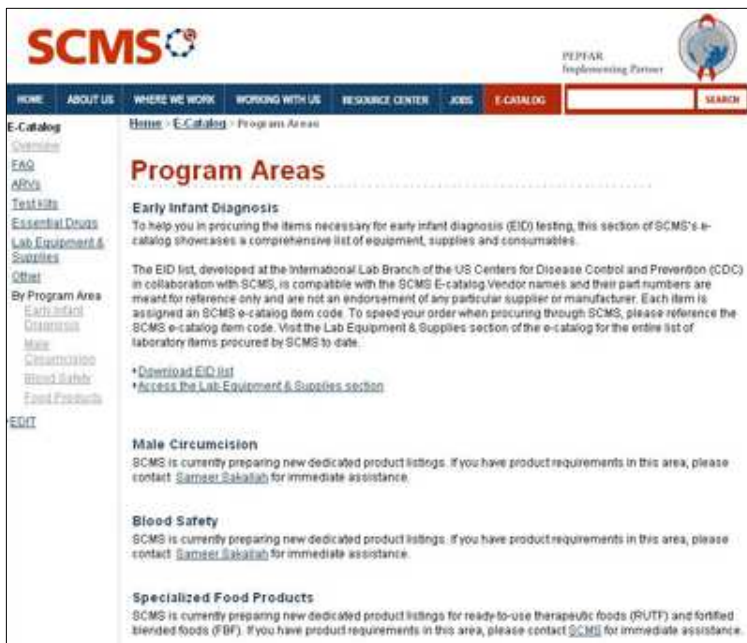 SCMS
PEPFAR
Implementing Partner
HOME ABOUT US WHERE WE WORK WORKING WITH US RESOURCE CENTER JOBS E-CATALOG SEARCH
E-Catalog
Overview
FAQ
ARVs
Test kits
Essential Drugs
Lab Equipment &
Supplies
Other
By Program Area
Early Infant
Diagnosis
Male
Circumcision
Blood Safety
Food Products
EDIT
Home > E-Catalog > Program Areas
Program Areas
Early Infant Diagnosis
To help you in procuring the items necessary for early infant diagnosis (EID) testing, this section of SCMS's e-
catalog showcases a comprehensive list of equipment, supplies and consumables.
The EID list, developed at the International Lab Branch of the US Centers for Disease Control and Prevention (CDC)
in collaboration with SCMS, is compatible with the SCMS E-catalog.Vendor names and their part numbers are
meant for reference only and are not an endorsement of any particular supplier or manufacturer. Each item is
assigned an SCMS e-catalog item code. To speed your order when procuring through SCMS, please reference the
SCMS e-catalog item code. Visit the Lab Equipment & Supplies section of the e-catalog for the entire list of
laboratory items procured by SCMS to date.
Download EID list
Access the Lab Equipment & Supplies section
Male Circumcision
SCMS is currently preparing new dedicated product listings. If you have product requirements in this area, please
contact Sameer Sakallah for immediate assistance.
Blood Safety
SCMS is currently preparing new dedicated product listings. If you have product requirements in this area, please
contact Sameer Sakallah for immediate assistance.
Specialized Food Products
SCMS is currently preparing new dedicated product listings for ready-to-use therapeutic foods (RUTF) and fortified
blended foods (FBF). If you have product requirements in this area, please contact SCMS for immediate assistance.